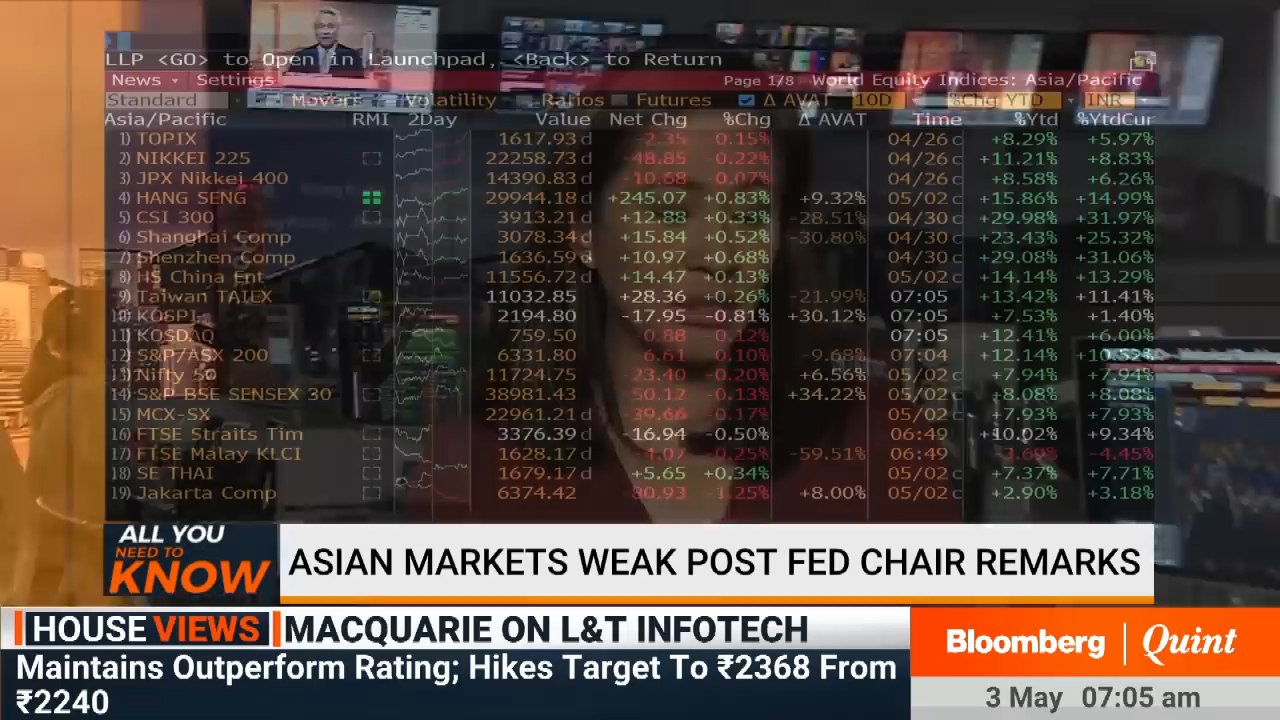 LLP <GO> to Open in Launchpad, <Back> to Return
News Settings Page 1/8 World Equity Indices: Asia/Pacific
Standard Movers Volatility Ratios Futures Δ AVAT 10D %Chg YTD INR
Asia/Pacific RMI 2Day Value Net Chg %Chg Δ AVAT Time %Ytd %YtdCur
1) TOPIX 1617.93 d -2.35 -0.15% 04/26 c +8.29% +5.97%
2) NIKKEI 225 22258.73 d -48.85 -0.22% 04/26 c +11.21% +8.83%
3) JPX Nikkei 400 14390.83 d -10.68 -0.07% 04/26 c +8.58% +6.26%
4) HANG SENG 29944.18 d +245.07 +0.83% +9.32% 05/02 c +15.86% +14.99%
5) CSI 300 3913.21 d +12.88 +0.33% -28.51% 04/30 c +29.98% +31.97%
6) Shanghai Comp 3078.34 d +15.84 +0.52% -30.80% 04/30 c +23.43% +25.32%
7) Shenzhen Comp 1636.59 d +10.97 +0.68% 04/30 c +29.08% +31.06%
8) HS China Ent 11556.72 d +14.47 +0.13% 05/02 c +14.14% +13.29%
9) Taiwan TAIEX 11032.85 +28.36 +0.26% -21.99% 07:05 +13.42% +11.41%
10) KOSPI 2194.80 -17.95 -0.81% +30.12% 07:05 +7.53% +1.40%
11) KOSDAQ 759.50 0.88 0.12% 07:05 +12.41% +6.00%
12) S&P/ASX 200 6331.80 6.61 0.10% -9.68% 07:04 +12.14% +10.52%
13) Nifty 50 11724.75 -23.40 -0.20% +6.56% 05/02 c +7.94% +7.94%
14) S&P BSE SENSEX 30 38981.43 50.12 -0.13% +34.22% 05/02 c +8.08% +8.08%
15) MCX-SX 22961.21 d -39.66 -0.17% 05/02 c +7.93% +7.93%
16) FTSE Straits Tim 3376.39 d -16.94 -0.50% 06:49 +10.02% +9.34%
17) FTSE Malay KLCI 1628.17 d -4.07 -0.25% -59.51% 06:49 -3.69% -4.45%
18) SE THAI 1679.17 d +5.65 +0.34% 05/02 c +7.37% +7.71%
19) Jakarta Comp 6374.42 -80.93 -1.25% +8.00% 05/02 c +2.90% +3.18%
ALL YOU
NEED TO
KNOW
ASIAN MARKETS WEAK POST FED CHAIR REMARKS
HOUSE VIEWS MACQUARIE ON L&T INFOTECH
Maintains Outperform Rating; Hikes Target To ₹2368 From
₹2240
Bloomberg | Quint
3 May 07:05 am